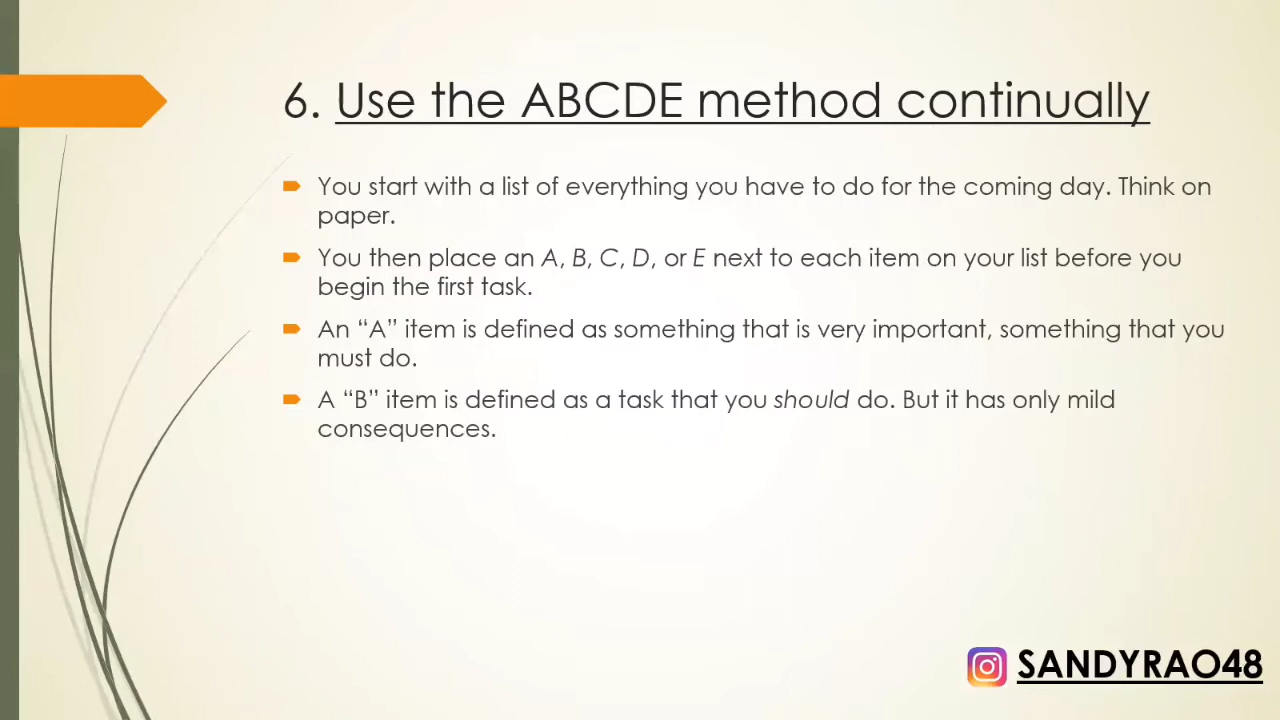 6. Use the ABCDE method continually
You start with a list of everything you have to do for the coming day. Think on
paper.
You then place an A, B, C, D, or E next to each item on your list before you
begin the first task.
An “A” item is defined as something that is very important, something that you
must do.
A “B” item is defined as a task that you should do. But it has only mild
consequences.
SANDYRAO48